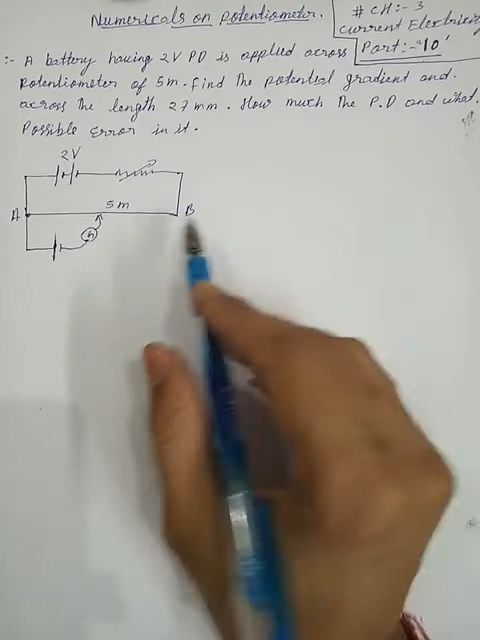 Numericals on potentiometer.
# CH:- 3
Current Electricity
Part:- "10"
:- A battery having 2V PD is applied across
Potentiometer of 5m. find the potential gradient and.
across the length 27mm. How much the P.D and what.
Possible Error in it.
2V
5m
A
B
G